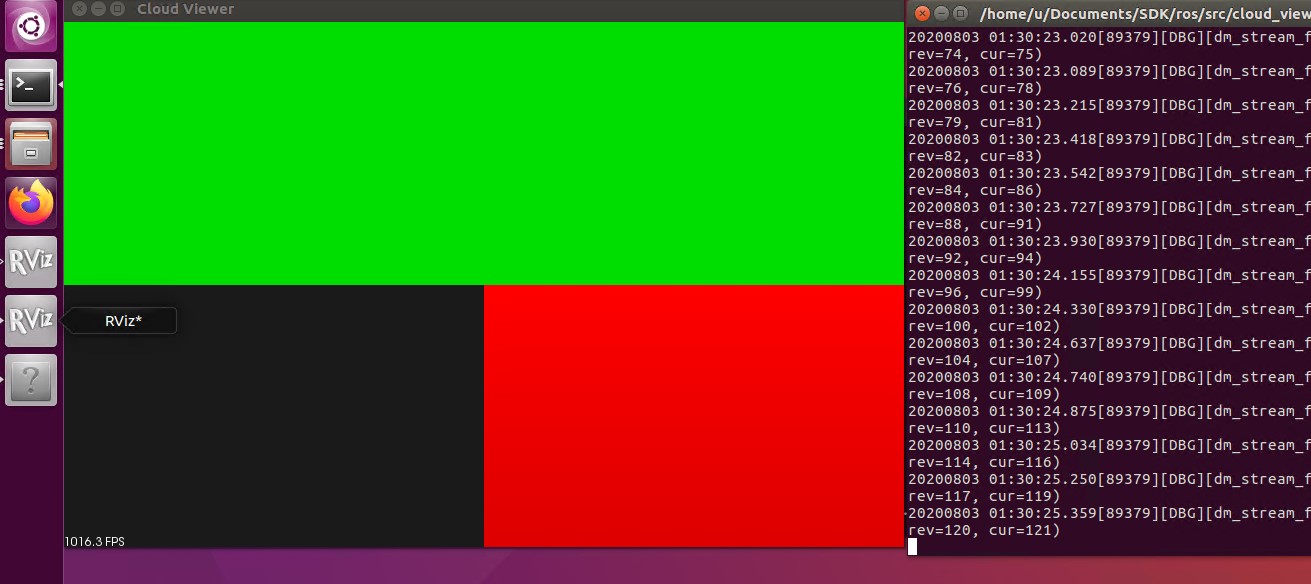 Cloud Viewer
RViz
RViz
RViz*
1016.3 FPS
/home/u/Documents/SDK/ros/src/cloud_view
20200803 01:30:23.020[89379][DBG][dm_stream_f
rev=74, cur=75)
20200803 01:30:23.089[89379][DBG][dm_stream_f
rev=76, cur=78)
20200803 01:30:23.215[89379][DBG][dm_stream_f
rev=79, cur=81)
20200803 01:30:23.418[89379][DBG][dm_stream_f
rev=82, cur=83)
20200803 01:30:23.542[89379][DBG][dm_stream_f
rev=84, cur=86)
20200803 01:30:23.727[89379][DBG][dm_stream_f
rev=88, cur=91)
20200803 01:30:23.930[89379][DBG][dm_stream_f
rev=92, cur=94)
20200803 01:30:24.155[89379][DBG][dm_stream_f
rev=96, cur=99)
20200803 01:30:24.330[89379][DBG][dm_stream_f
rev=100, cur=102)
20200803 01:30:24.637[89379][DBG][dm_stream_f
rev=104, cur=107)
20200803 01:30:24.740[89379][DBG][dm_stream_f
rev=108, cur=109)
20200803 01:30:24.875[89379][DBG][dm_stream_f
rev=110, cur=113)
20200803 01:30:25.034[89379][DBG][dm_stream_f
rev=114, cur=116)
20200803 01:30:25.250[89379][DBG][dm_stream_f
rev=117, cur=119)
20200803 01:30:25.359[89379][DBG][dm_stream_f
rev=120, cur=121)